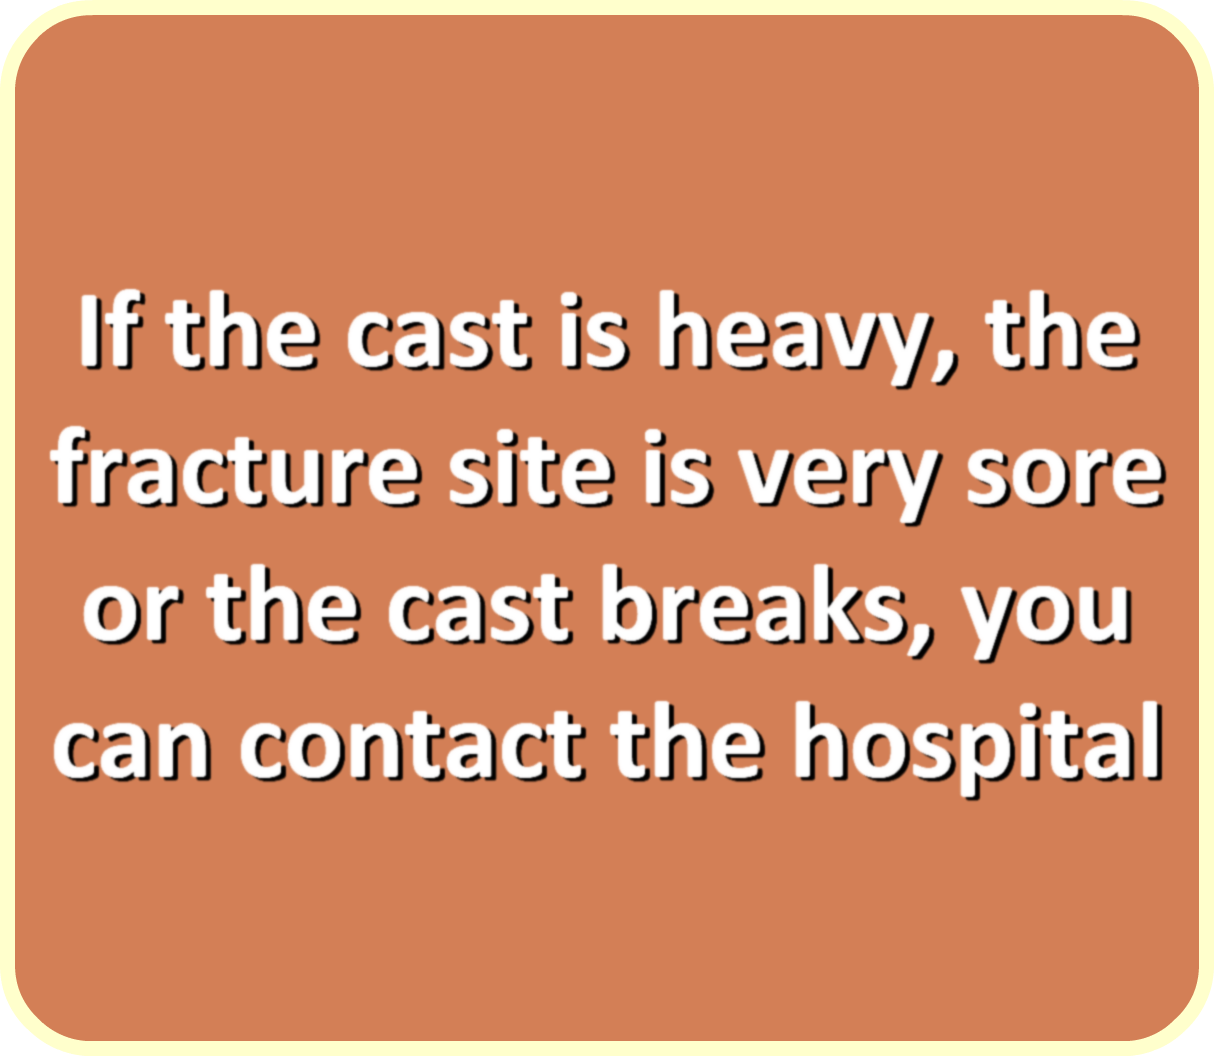 If the cast is heavy, the
fracture site is very sore
or the cast breaks, you
can contact the hospital